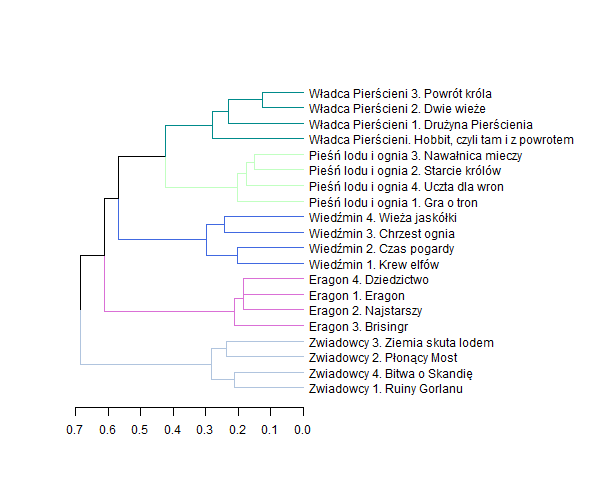 Władca Pierścieni 3. Powrót króla
Władca Pierścieni 2. Dwie wieże
Władca Pierścieni 1. Drużyna Pierścienia
Władca Pierścieni. Hobbit, czyli tam i z powrotem
Pieśń lodu i ognia 3. Nawałnica mieczy
Pieśń lodu i ognia 2. Starcie królów
Pieśń lodu i ognia 4. Uczta dla wron
Pieśń lodu i ognia 1. Gra o tron
Wiedźmin 4. Wieża jaskółki
Wiedźmin 3. Chrzest ognia
Wiedźmin 2. Czas pogardy
Wiedźmin 1. Krew elfów
Eragon 4. Dziedzictwo
Eragon 1. Eragon
Eragon 2. Najstarszy
Eragon 3. Brisingr
Zwiadowcy 3. Ziemia skuta lodem
Zwiadowcy 2. Płonący Most
Zwiadowcy 4. Bitwa o Skandię
Zwiadowcy 1. Ruiny Gorlanu
0.7 0.6 0.5 0.4 0.3 0.2 0.1 0.0